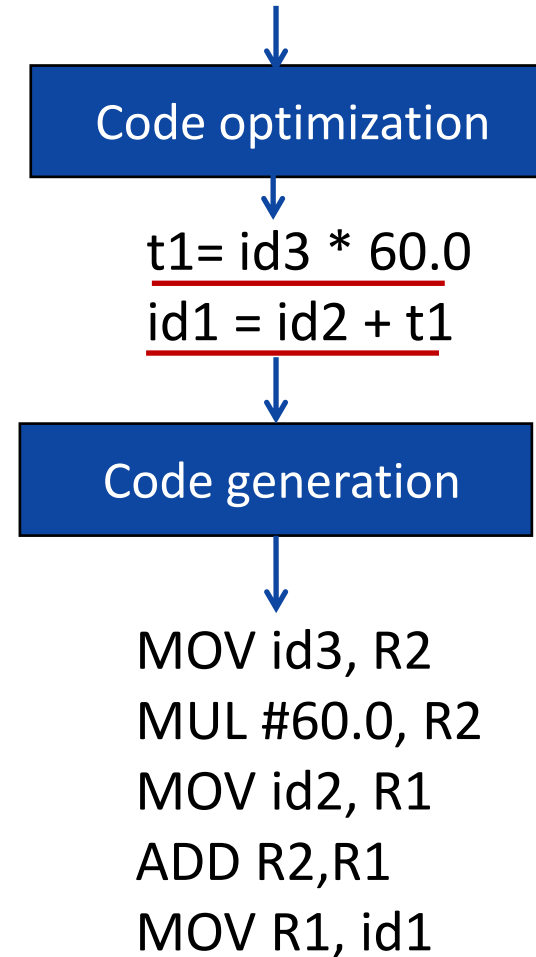 Code optimization
t1= id3 * 60.0
id1 = id2 + t1
Code generation
MOV id3, R2
MUL #60.0, R2
MOV id2, R1
ADD R2,R1
MOV R1, id1